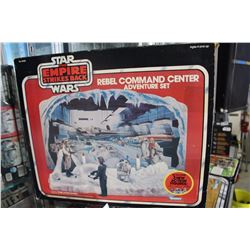 STAR
THE EMPIRE
STRIKES BACK
WARS
REBEL COMMAND CENTER
ADVENTURE SET
Kenner